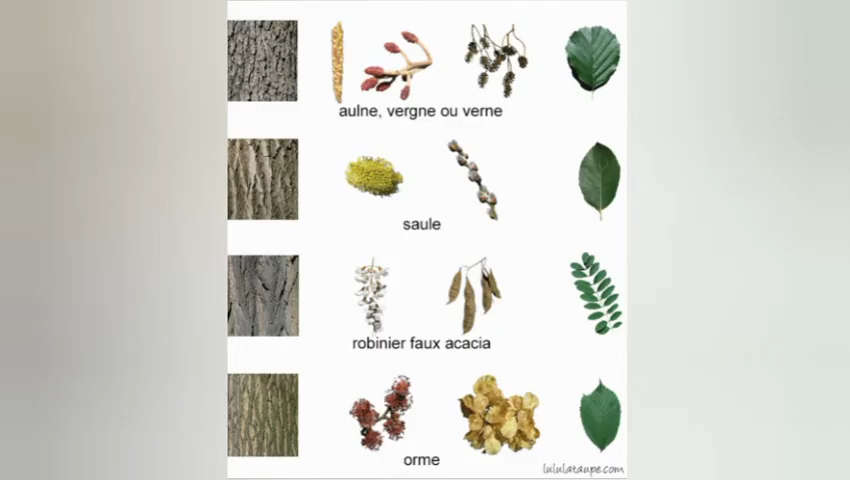 aulne, vergne ou verne
saule
robinier faux acacia
orme
lululataupe.com